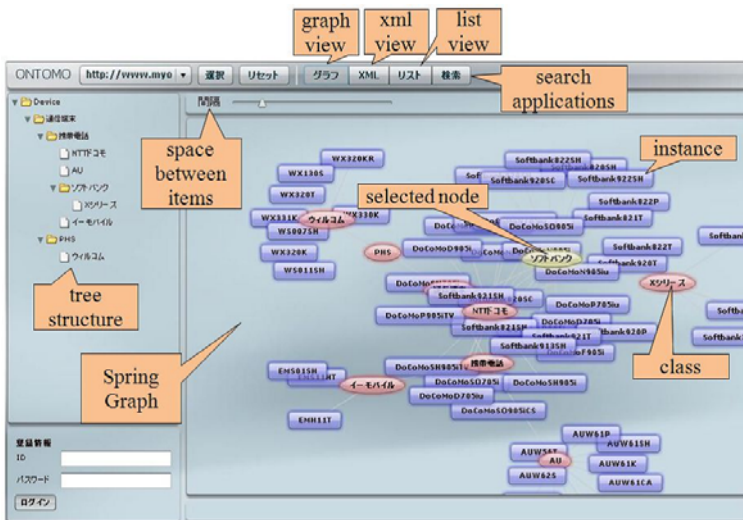 graph view
xml view
list view
ONTOMO
http://www.myo
選択
リセット
グラフ
XML
リスト
検索
search applications
間隔
space between items
Device
通信端末
携帯電話
NTTドコモ
AU
ソフトバンク
Xシリーズ
イーモバイル
PHS
ウィルコム
tree structure
Spring Graph
登録情報
ID
パスワード
ログイン
instance
selected node
class
WX320KR
WX130S
WX320T
WX331K
ウィルコム
WX330K
WS007SH
WX320K
WS011SH
PHS
Softbank822SH
Softbank920SC
Softbank922SH
Softbank822P
Softbank821T
DoCoMoSO905i
DoCoMoD905i
ソフトバンク
Softbank822T
Softbank920T
DoCoMoN905iu
Xシリーズ
Softbank921SH
NTTドコモ
DoCoMoP705iu
DoCoMoP905iTV
DoCoMoD705i
Softbank821SH
Softbank920P
Softbank913SH
携帯電話
DoCoMoSH905iTV
DoCoMoSO705i
DoCoMoSH905i
DoCoMoD705iu
DoCoMoSO905iCS
EMS01SH
イーモバイル
EMH11T
AUW61P
AUW61SH
AU
AUW61K
AUW62S
AUW61CA